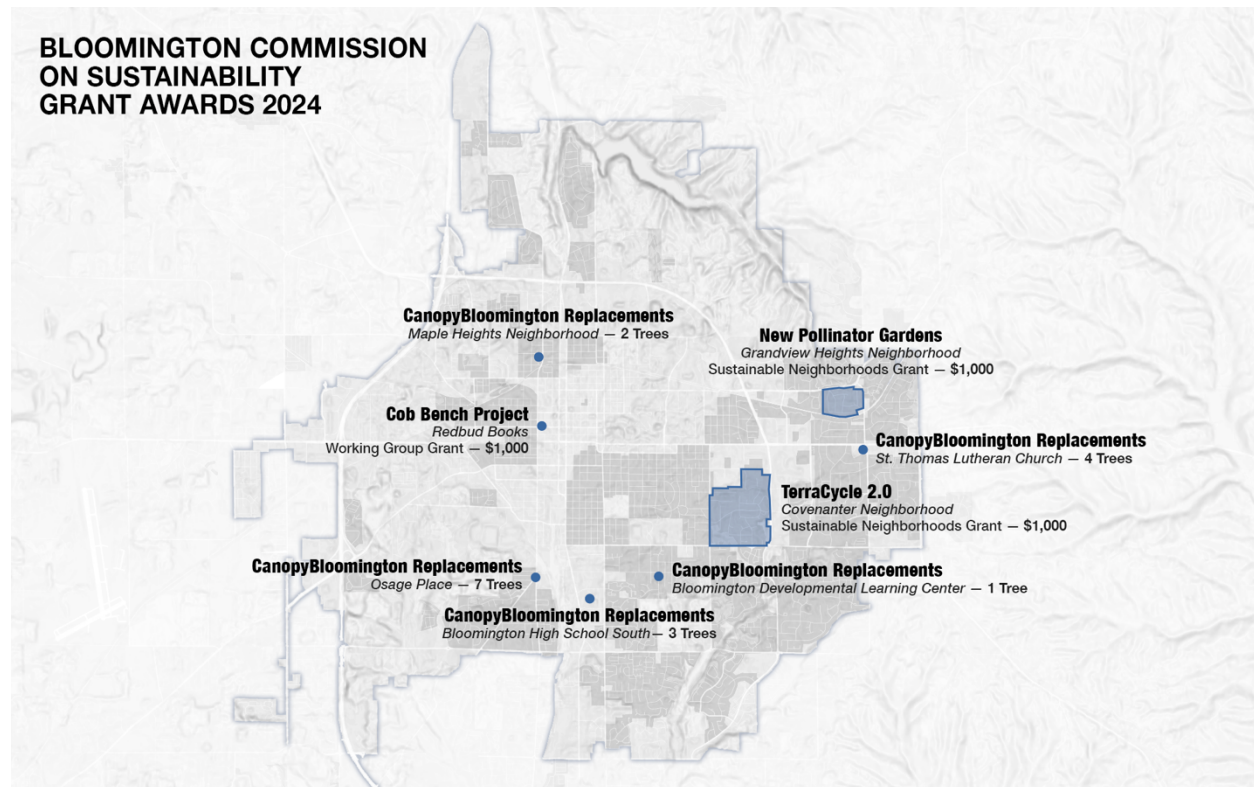 BLOOMINGTON COMMISSION
ON SUSTAINABILITY
GRANT AWARDS 2024
CanopyBloomington Replacements
Maple Heights Neighborhood — 2 Trees
New Pollinator Gardens
Grandview Heights Neighborhood
Sustainable Neighborhoods Grant — $1,000
Cob Bench Project
Redbud Books
Working Group Grant — $1,000
CanopyBloomington Replacements
St. Thomas Lutheran Church — 4 Trees
TerraCycle 2.0
Covenanter Neighborhood
Sustainable Neighborhoods Grant — $1,000
CanopyBloomington Replacements
Osage Place — 7 Trees
CanopyBloomington Replacements
Bloomington Developmental Learning Center — 1 Tree
CanopyBloomington Replacements
Bloomington High School South— 3 Trees